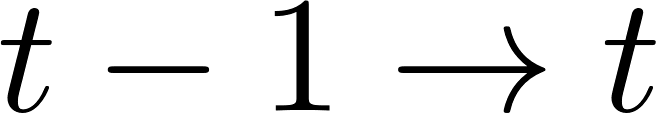 t − 1 → t